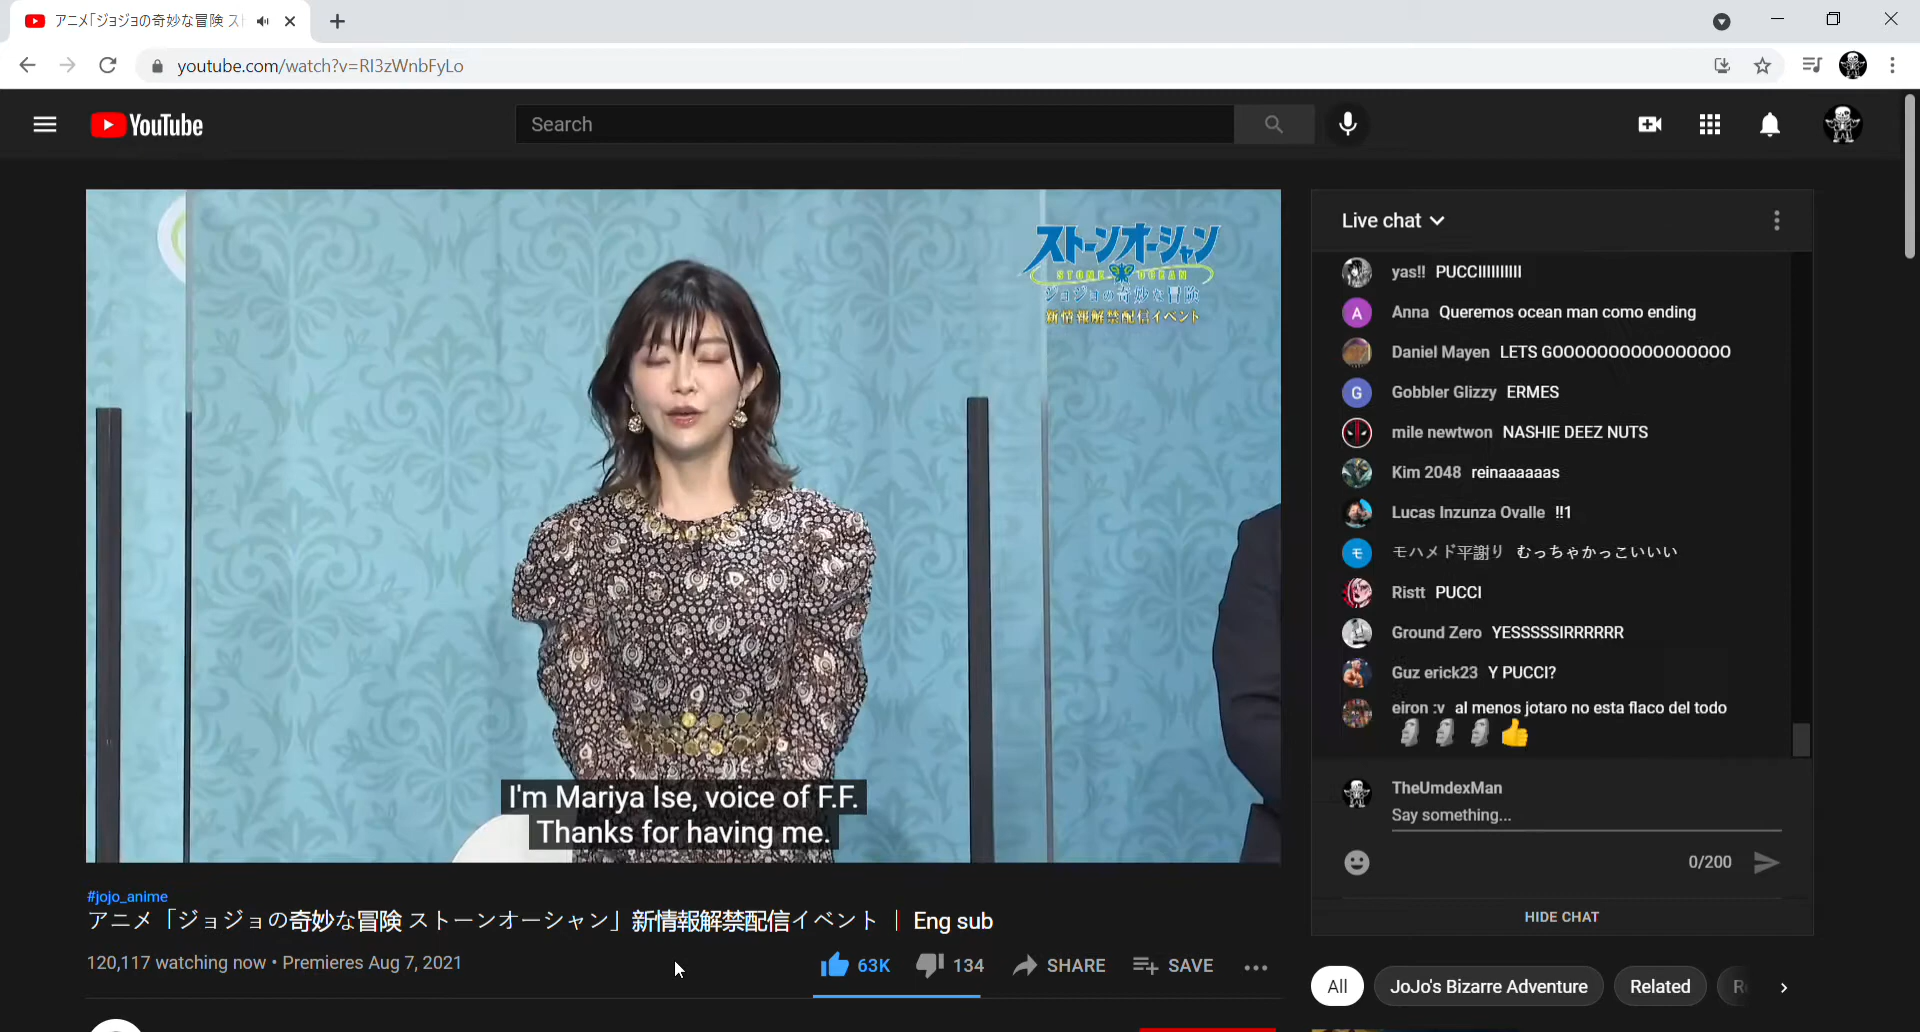 アニメ「ジョジョの奇妙な冒険 ス
youtube.com/watch?v=RI3zWnbFyLo
YouTube
Search
ストーンオーシャン
STONE OCEAN
ジョジョの奇妙な冒険
新情報解禁配信イベント
I'm Mariya Ise, voice of F.F.
Thanks for having me.
#jojo_anime
アニメ「ジョジョの奇妙な冒険 ストーンオーシャン」新情報解禁配信イベント ｜ Eng sub
120,117 watching now • Premieres Aug 7, 2021
63K 134 SHARE SAVE
Live chat
yas!! PUCCIIIIIIIIII
A Anna Queremos ocean man como ending
Daniel Mayen LETS GOOOOOOOOOOOOOOOO
G Gobbler Glizzy ERMES
mile newtwon NASHIE DEEZ NUTS
Kim 2048 reinaaaaaas
Lucas Inzunza Ovalle !!1
モ モハメド平謝り むっちゃかっこいいい
Ristt PUCCI
Ground Zero YESSSSSIRRRRRR
Guz erick23 Y PUCCI?
eiron :v al menos jotaro no esta flaco del todo
🗿 🗿 🗿 👍
TheUmdexMan
Say something...
0/200
HIDE CHAT
All JoJo's Bizarre Adventure Related